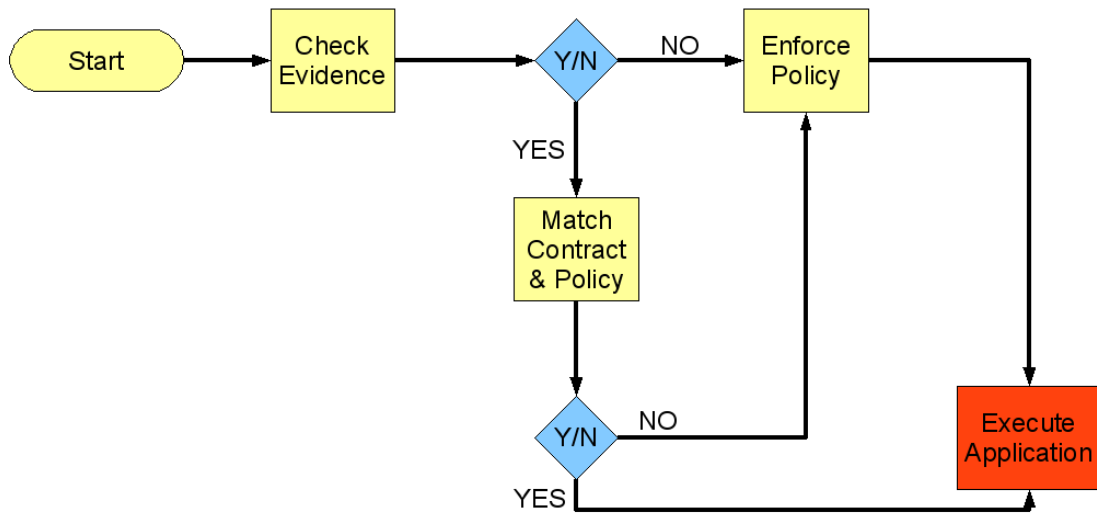 Start
Check
Evidence
Y/N
NO
Enforce
Policy
YES
Match
Contract
& Policy
Y/N
NO
YES
Execute
Application